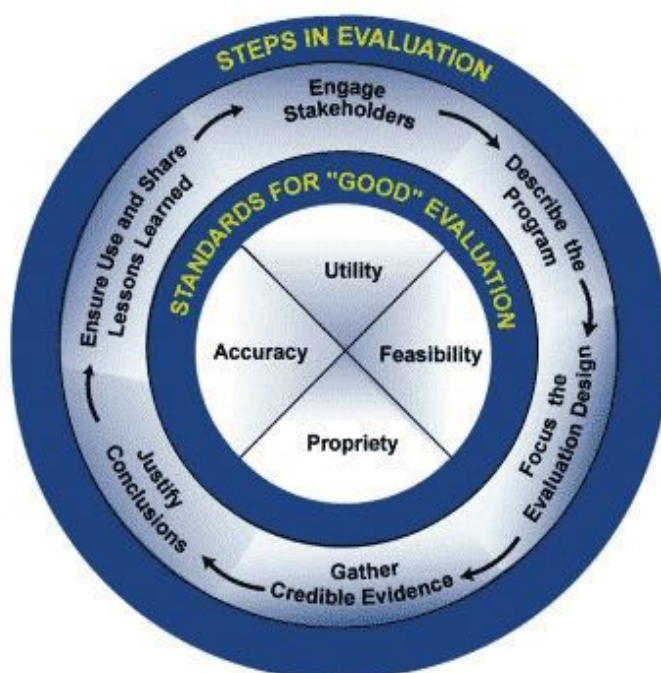 STEPS IN EVALUATION
Engage
Stakeholders
Describe the
Program
Focus the
Evaluation Design
Gather
Credible Evidence
Justify
Conclusions
Ensure Use and Share
Lessons Learned
STANDARDS FOR "GOOD" EVALUATION
Utility
Accuracy
Feasibility
Propriety